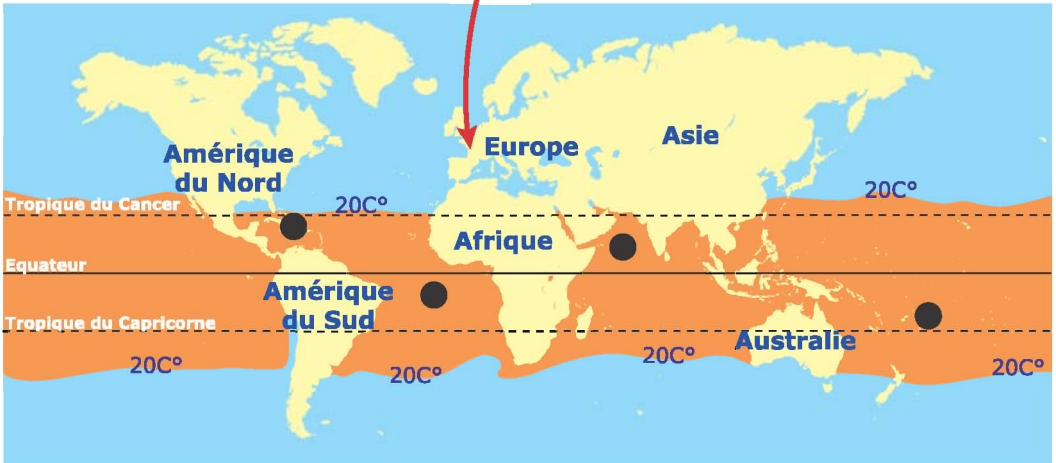 Europe
Asie
Amérique
du Nord
20C°
Tropique du Cancer
20C°
Afrique
Equateur
Amérique
du Sud
Tropique du Capricorne
Australie
20C°
20C°
20C°
20C°